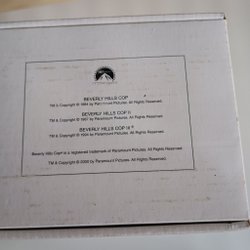 BEVERLY HILLS COP
TM & Copyright © 1984 by Paramount Pictures. All Rights Reserved.
BEVERLY HILLS COP II
TM & Copyright © 1987 by Paramount Pictures. All Rights Reserved.
BEVERLY HILLS COP III
TM & Copyright © 1994 by Paramount Pictures. All Rights Reserved.
Beverly Hills Cop® is a registered trademark of Paramount Pictures. All Rights Reserved.
TM & Copyright © 2000 by Paramount Pictures. All Rights Reserved.